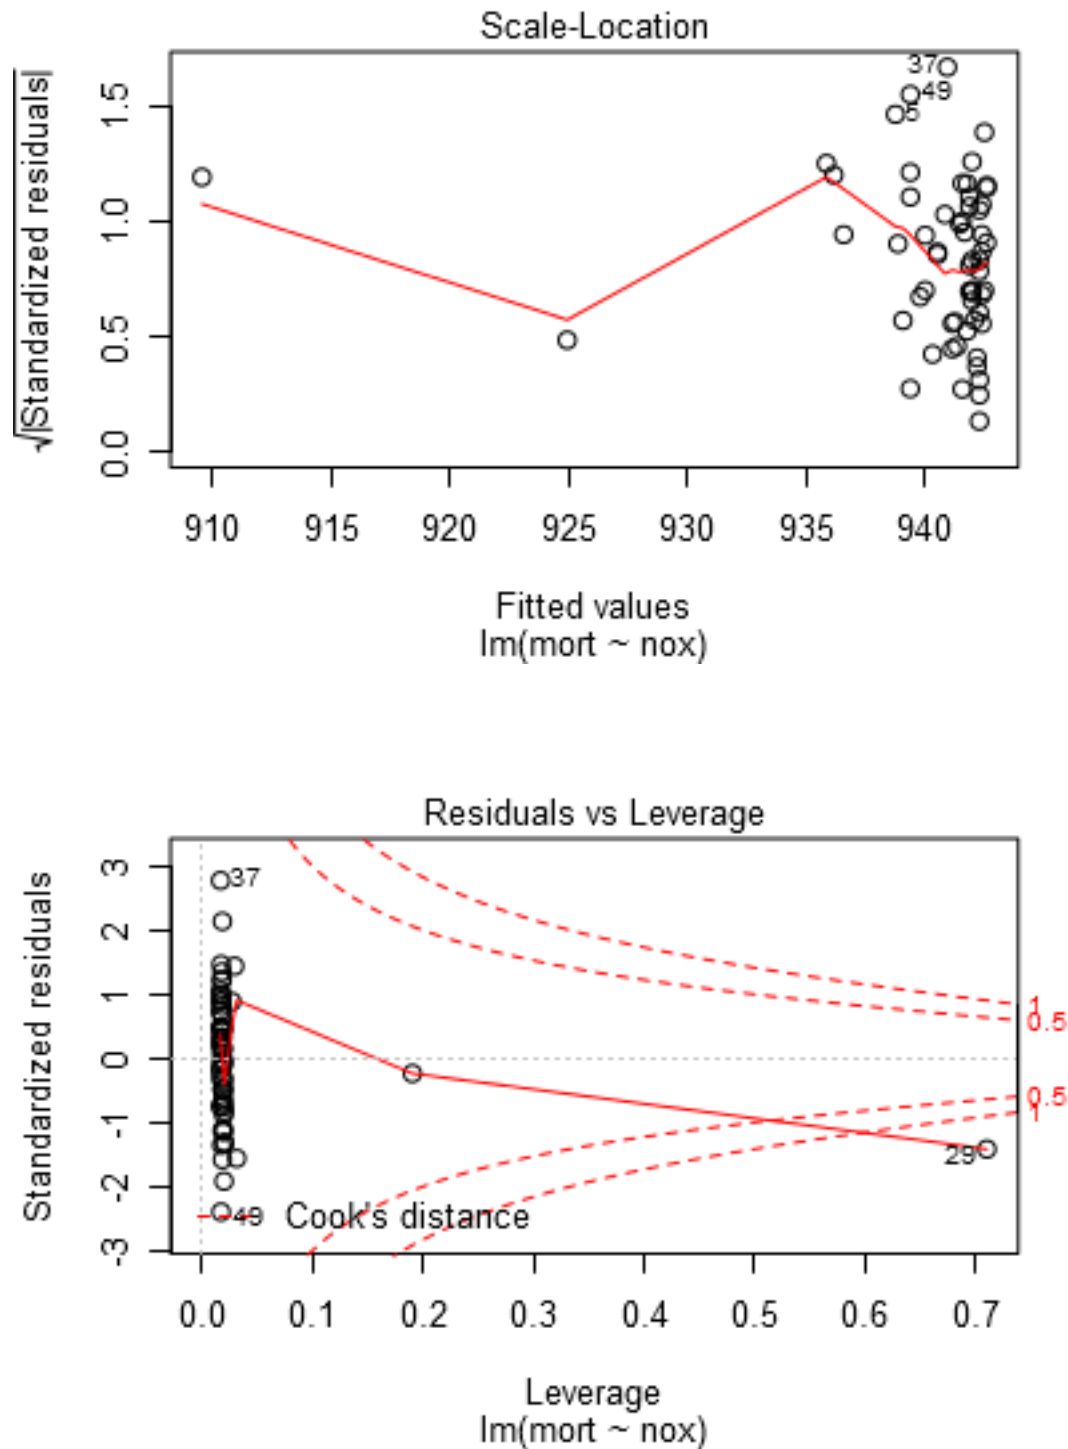 Scale-Location
√|Standardized residuals|
1.5
1.0
0.5
0.0
37
49
5
910 915 920 925 930 935 940
Fitted values
lm(mort ~ nox)
Residuals vs Leverage
Standardized residuals
3
2
1
0
-1
-2
-3
37
1
0.5
0.5
1
29
49
Cook's distance
0.0 0.1 0.2 0.3 0.4 0.5 0.6 0.7
Leverage
lm(mort ~ nox)